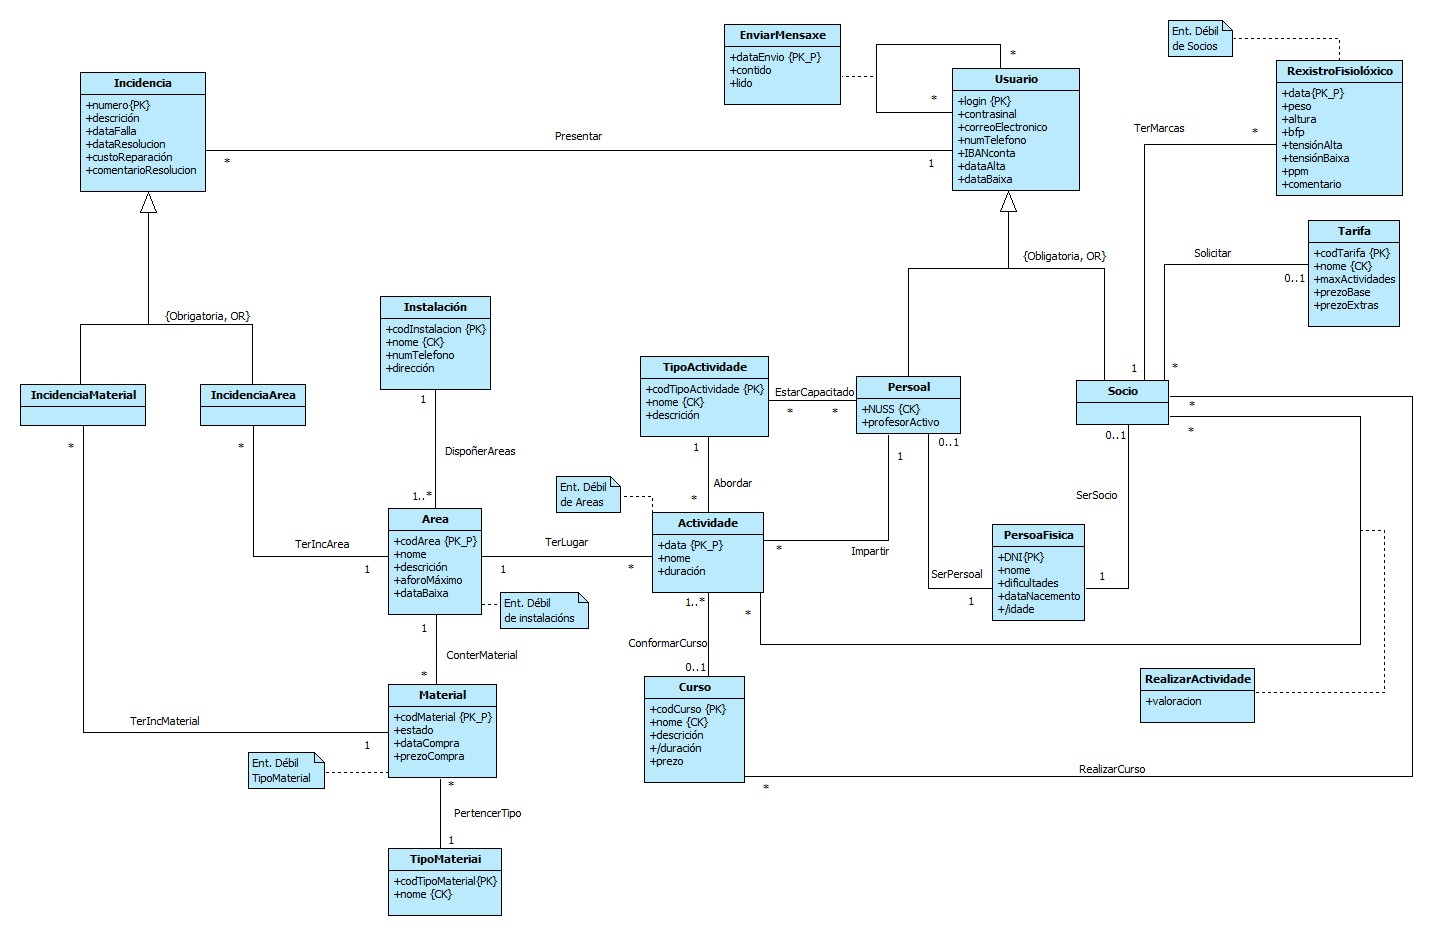 EnviarMensaxe
+dataEnvio {PK_P}
+contido
+lido
*
*
Usuario
+login {PK}
+contrasinal
+correoElectronico
+numTelefono
+IBANconta
+dataAlta
+dataBaixa
Ent. Débil
de Socios
RexistroFisiolóxico
+data{PK_P}
+peso
+altura
+bfp
+tensiónAlta
+tensiónBaixa
+ppm
+comentario
TerMarcas
*
1
Incidencia
+numero{PK}
+descrición
+dataFalla
+dataResolucion
+custoReparación
+comentarioResolucion
Presentar
*
1
Tarifa
+codTarifa {PK}
+nome {CK}
+maxActividades
+prezoBase
+prezoExtras
Solicitar
0..1
*
{Obligatoria, OR}
{Obrigatoria, OR}
IncidenciaMaterial
*
IncidenciaArea
*
Instalación
+codInstalacion {PK}
+nome {CK}
+numTelefono
+dirección
1
DispoñerAreas
1..*
TipoActividade
+codTipoActividade {PK}
+nome {CK}
+descrición
EstarCapacitado
*
*
1
Abordar
*
Persoal
+NUSS {CK}
+profesorActivo
1
0..1
Socio
*
*
0..1
SerSocio
Ent. Débil
de Areas
Area
+codArea {PK_P}
+nome
+descrición
+aforoMáximo
+dataBaixa
TerIncArea
1
TerLugar
1
*
Actividade
+data {PK_P}
+nome
+duración
*
Impartir
SerPersoal
1
PersoaFisica
+DNI{PK}
+nome
+dificultades
+dataNacemento
+/idade
1
Ent. Débil
de instalacións
1..*
*
1
ConterMaterial
*
ConformarCurso
0..1
Material
+codMaterial {PK_P}
+estado
+dataCompra
+prezoCompra
TerIncMaterial
1
Curso
+codCurso {PK}
+nome {CK}
+descrición
+/duración
+prezo
RealizarActividade
+valoracion
Ent. Débil
TipoMaterial
RealizarCurso
*
*
PertencerTipo
1
TipoMateriai
+codTipoMaterial{PK}
+nome {CK}